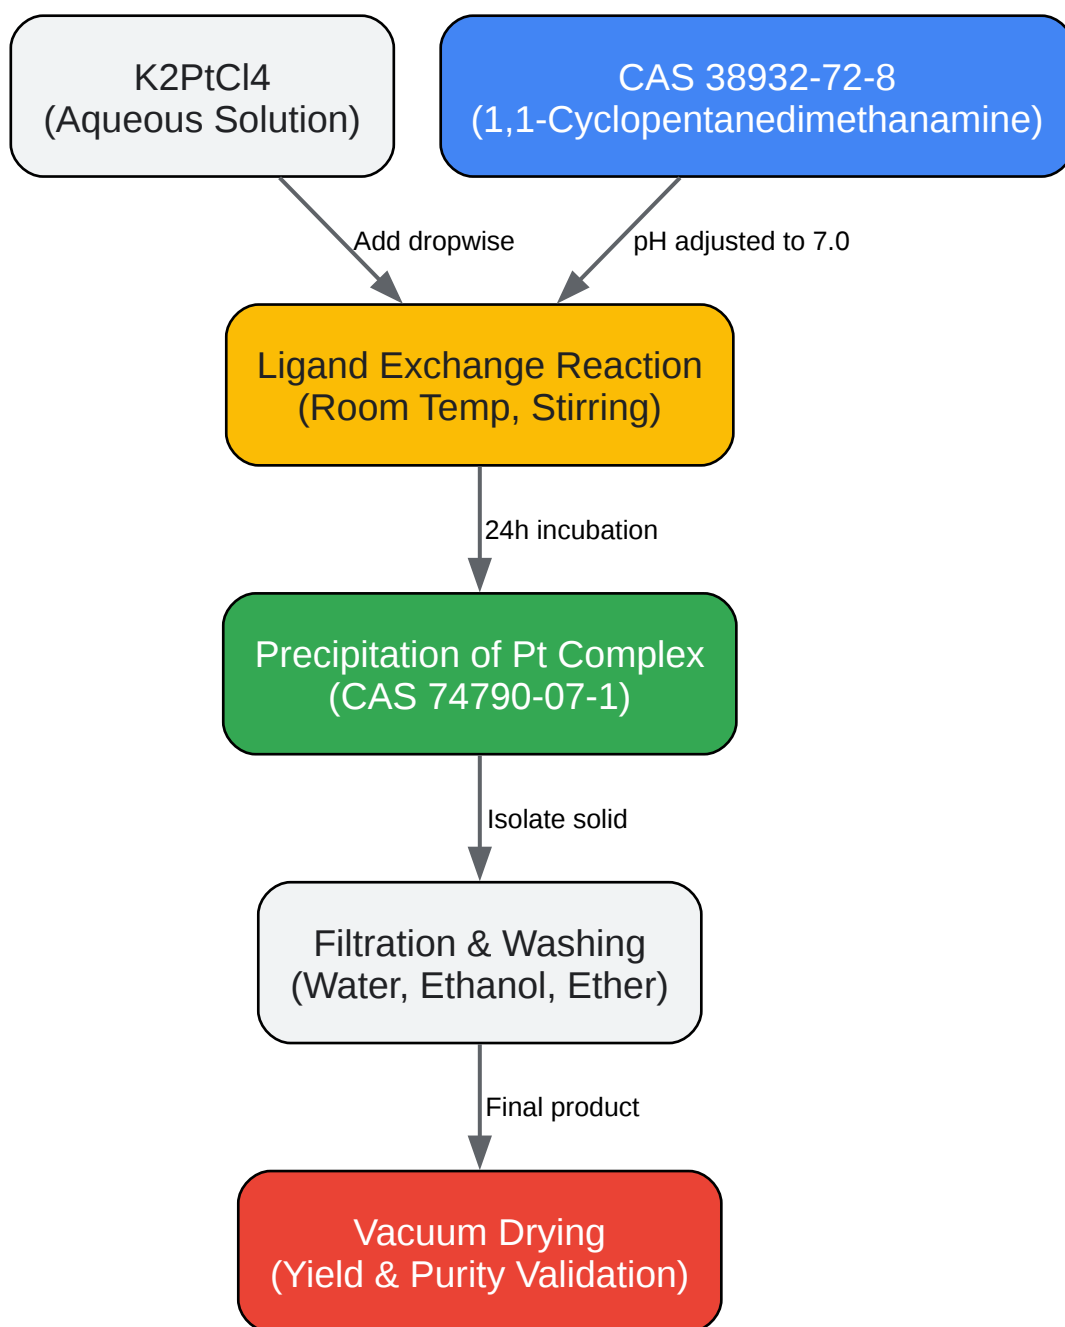 K2PtCl4
(Aqueous Solution)
CAS 38932-72-8
(1,1-Cyclopentanedimethanamine)
Add dropwise
pH adjusted to 7.0
Ligand Exchange Reaction
(Room Temp, Stirring)
24h incubation
Precipitation of Pt Complex
(CAS 74790-07-1)
Isolate solid
Filtration & Washing
(Water, Ethanol, Ether)
Final product
Vacuum Drying
(Yield & Purity Validation)